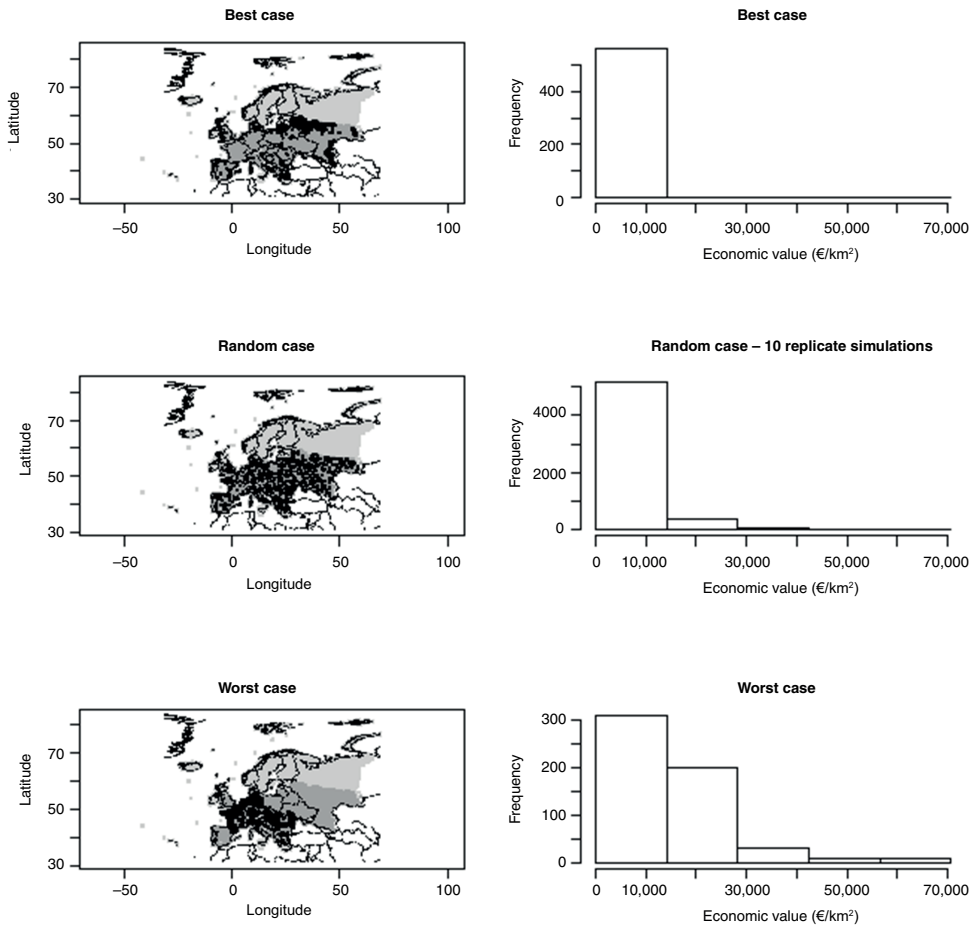 Best case
Latitude
70
50
30
–50
0
50
100
Longitude
Best case
Frequency
400
200
0
0
10,000
30,000
50,000
70,000
Economic value (€/km²)
Random case
Latitude
70
50
30
–50
0
50
100
Longitude
Random case – 10 replicate simulations
Frequency
4000
2000
0
0
10,000
30,000
50,000
70,000
Economic value (€/km²)
Worst case
Latitude
70
50
30
–50
0
50
100
Longitude
Worst case
Frequency
300
200
100
0
0
10,000
30,000
50,000
70,000
Economic value (€/km²)